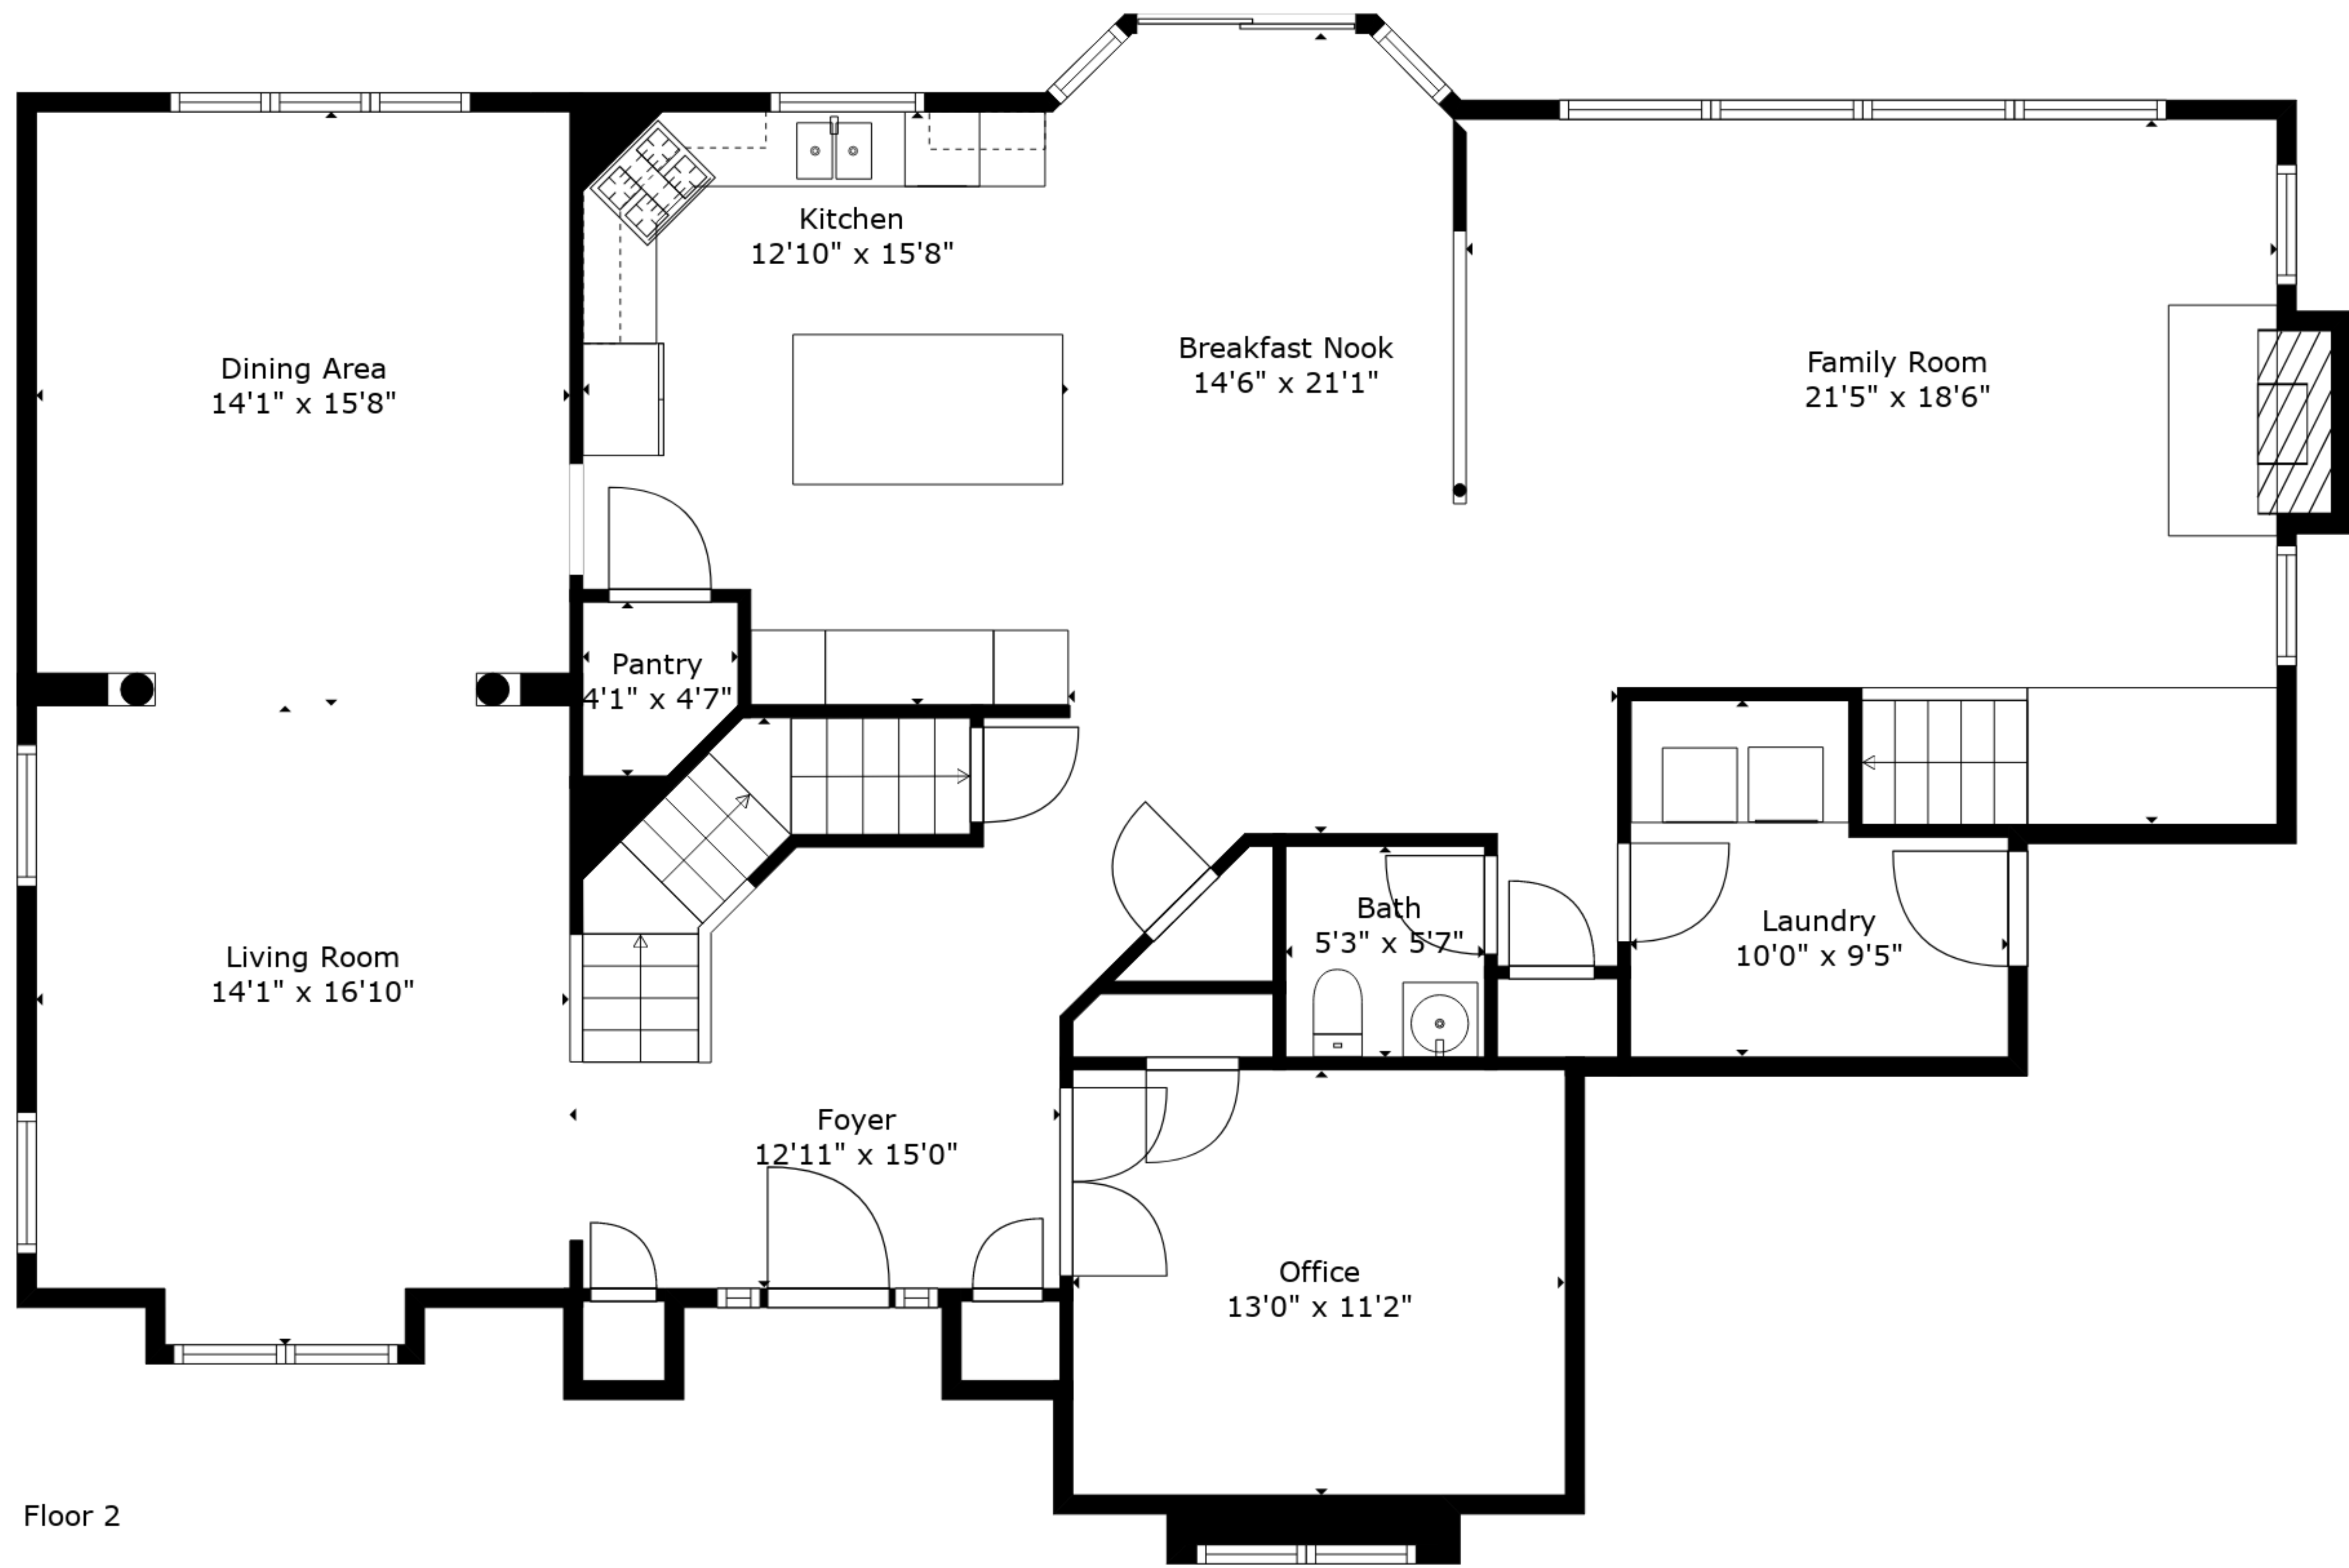 Kitchen
12'10" x 15'8"
Breakfast Nook
14'6" x 21'1"
Dining Area
14'1" x 15'8"
Family Room
21'5" x 18'6"
Pantry
4'1" x 4'7"
Bath
5'3" x 5'7"
Laundry
10'0" x 9'5"
Living Room
14'1" x 16'10"
Foyer
12'11" x 15'0"
Office
13'0" x 11'2"
Floor 2